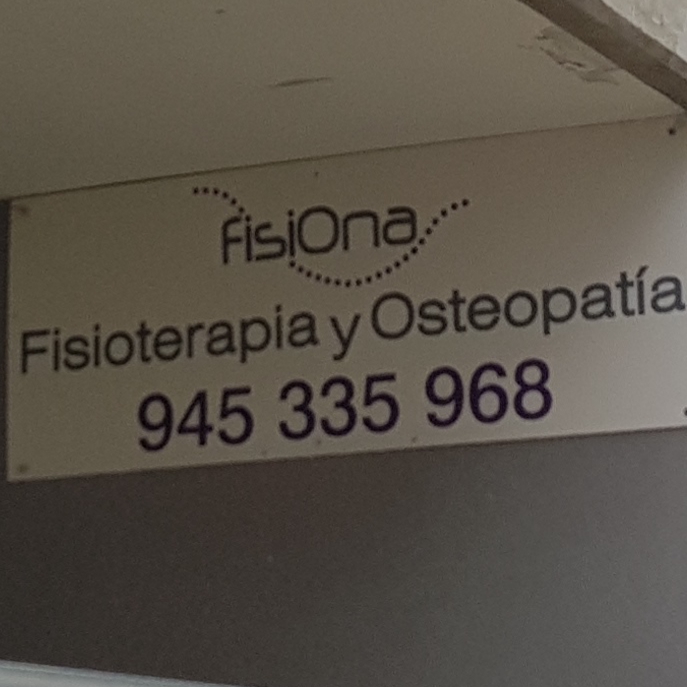 fisiOna
Fisioterapia y Osteopatía
945 335 968